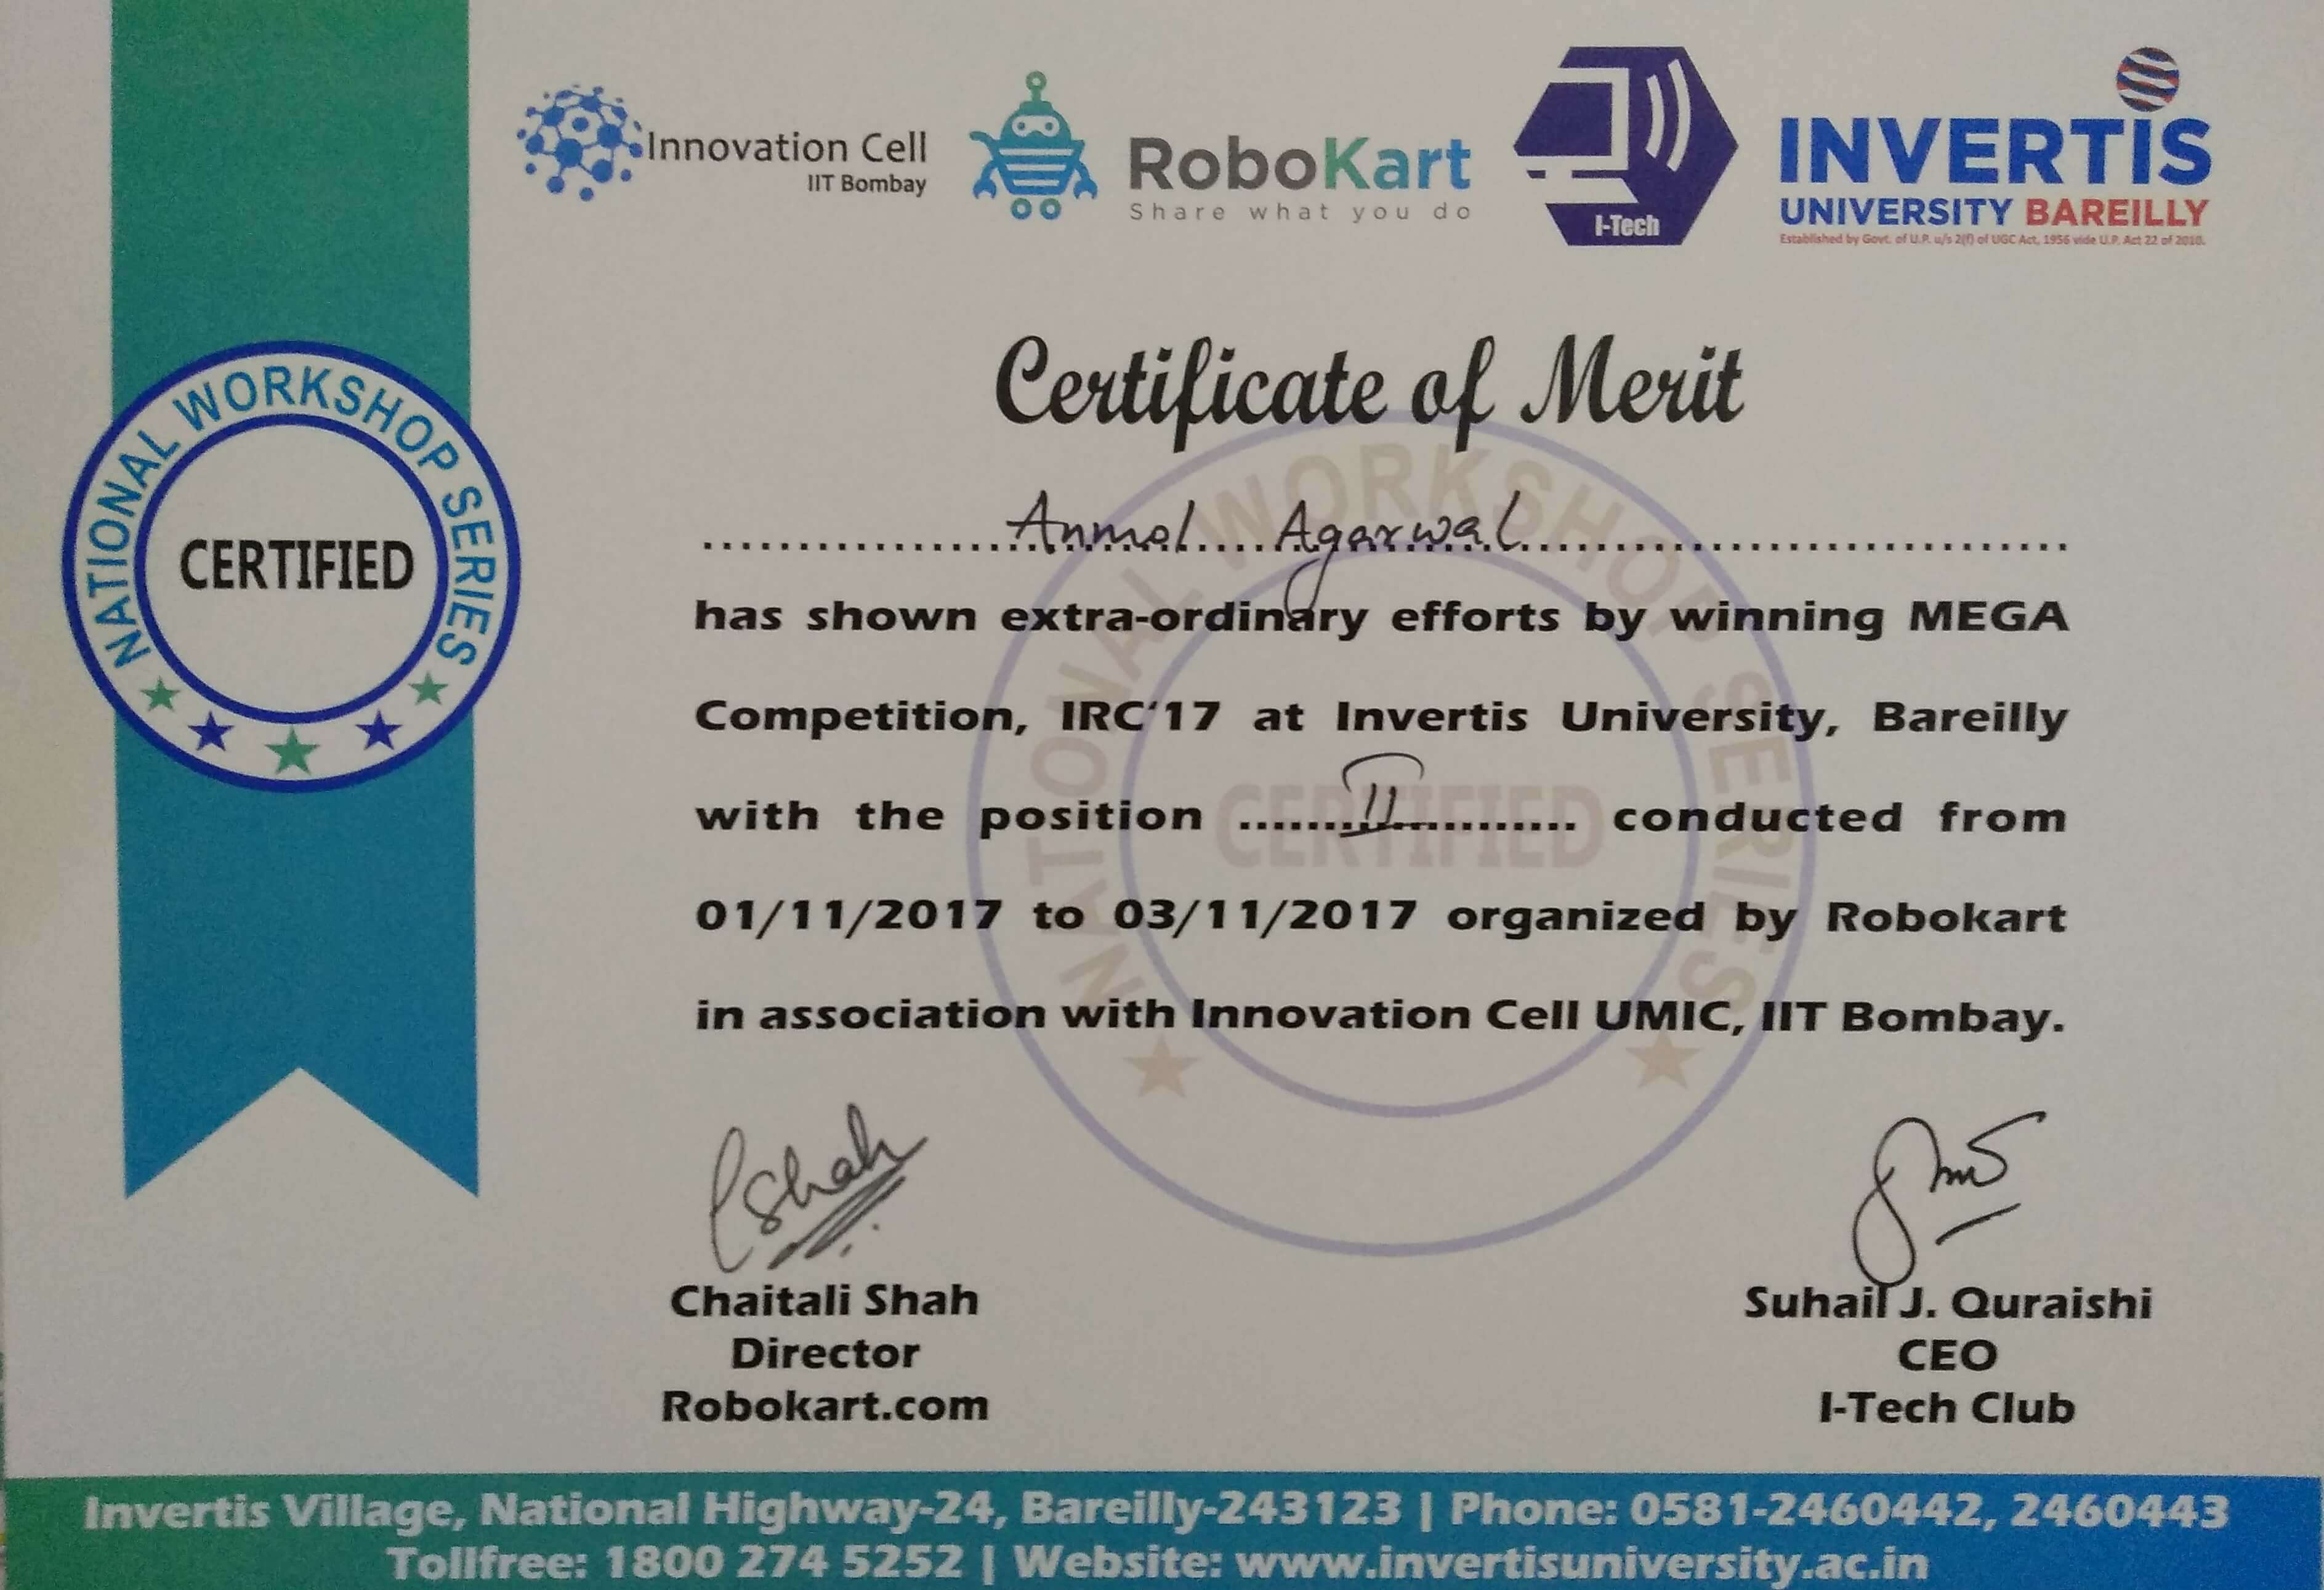 Innovation Cell
IIT Bombay
RoboKart
Share what you do
I-Tech
INVERTIS
UNIVERSITY BAREILLY
Established by Govt. of U.P. u/s 2(f) of UGC Act, 1956 vide U.P. Act 22 of 2010.
NATIONAL WORKSHOP SERIES
CERTIFIED
Certificate of Merit
NATIONAL WORKSHOP SERIES
CERTIFIED
Anmol Agarwal
has shown extra-ordinary efforts by winning MEGA
Competition, IRC'17 at Invertis University, Bareilly
with the position ........II............ conducted from
01/11/2017 to 03/11/2017 organized by Robokart
in association with Innovation Cell UMIC, IIT Bombay.
CShah
Chaitali Shah
Director
Robokart.com
Suhail J. Quraishi
CEO
I-Tech Club
Invertis Village, National Highway-24, Bareilly-243123 | Phone: 0581-2460442, 2460443
Tollfree: 1800 274 5252 | Website: www.invertisuniversity.ac.in